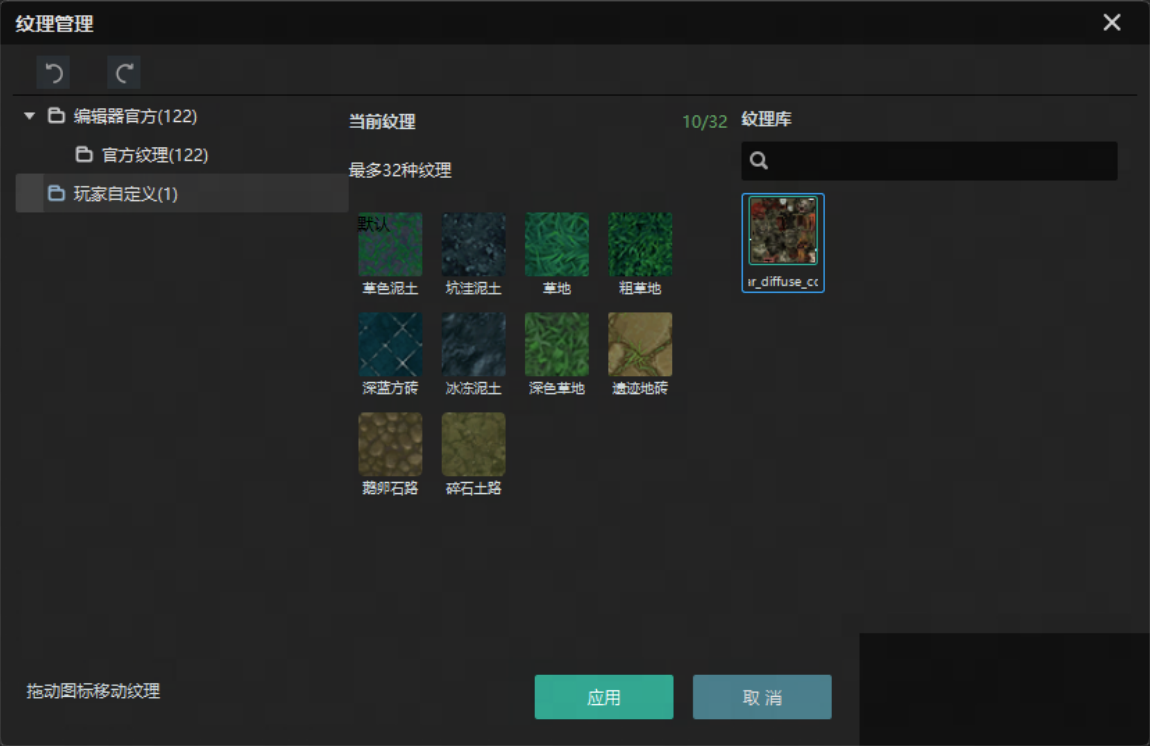 纹理管理
编辑器官方(122)
官方纹理(122)
玩家自定义(1)
当前纹理
10/32
最多32种纹理
默认
草色泥土
坑洼泥土
草地
粗草地
深蓝方砖
冰冻泥土
深色草地
遗迹地砖
鹅卵石路
碎石土路
纹理库
r_diffuse_co
拖动图标移动纹理
应用
取 消